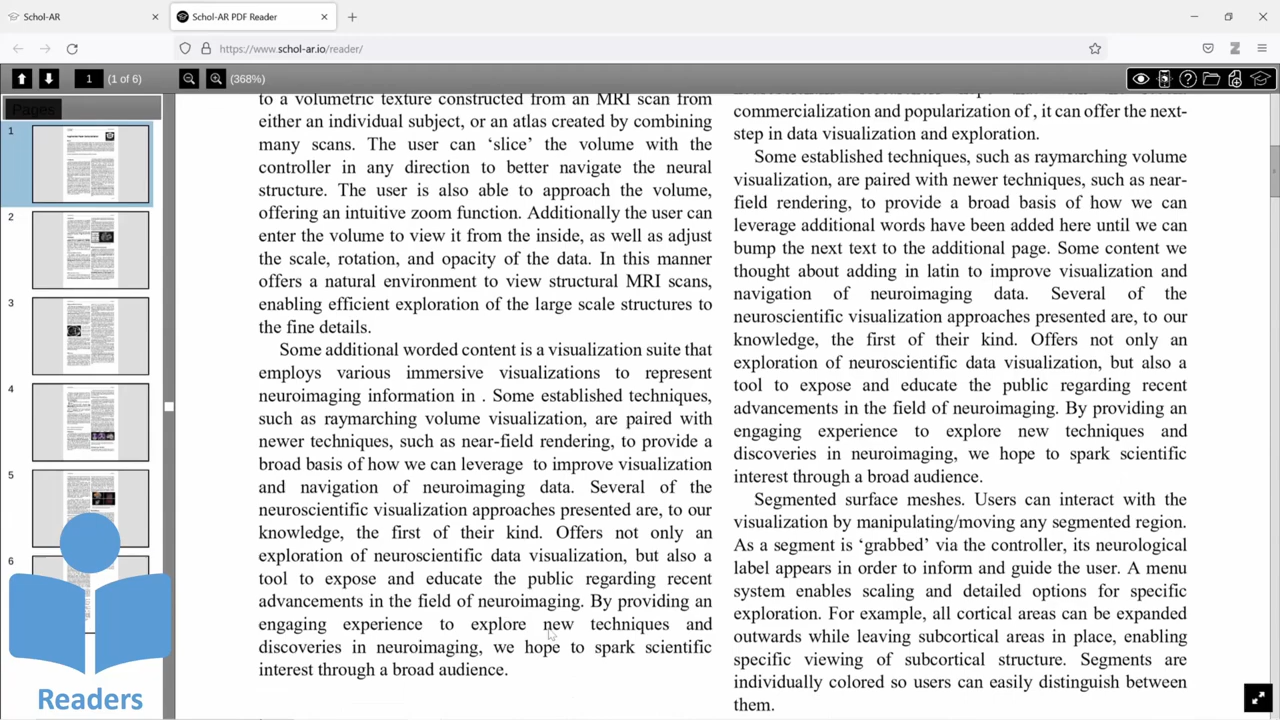 Schol-AR
Schol-AR PDF Reader
https://www.schol-ar.io/reader/
1 (1 of 6)
(368%)
Pages
1
2
3
4
5
6
Readers
to a volumetric texture constructed from an MRI scan from
either an individual subject, or an atlas created by combining
many scans. The user can ‘slice’ the volume with the
controller in any direction to better navigate the neural
structure. The user is also able to approach the volume,
offering an intuitive zoom function. Additionally the user can
enter the volume to view it from the inside, as well as adjust
the scale, rotation, and opacity of the data. In this manner
offers a natural environment to view structural MRI scans,
enabling efficient exploration of the large scale structures to
the fine details.
Some additional worded content is a visualization suite that
employs various immersive visualizations to represent
neuroimaging information in . Some established techniques,
such as raymarching volume visualization, are paired with
newer techniques, such as near-field rendering, to provide a
broad basis of how we can leverage to improve visualization
and navigation of neuroimaging data. Several of the
neuroscientific visualization approaches presented are, to our
knowledge, the first of their kind. Offers not only an
exploration of neuroscientific data visualization, but also a
tool to expose and educate the public regarding recent
advancements in the field of neuroimaging. By providing an
engaging experience to explore new techniques and
discoveries in neuroimaging, we hope to spark scientific
interest through a broad audience.
commercialization and popularization of , it can offer the next-
step in data visualization and exploration.
Some established techniques, such as raymarching volume
visualization, are paired with newer techniques, such as near-
field rendering, to provide a broad basis of how we can
leverage additional words have been added here until we can
bump the next text to the additional page. Some content we
thought about adding in latin to improve visualization and
navigation of neuroimaging data. Several of the
neuroscientific visualization approaches presented are, to our
knowledge, the first of their kind. Offers not only an
exploration of neuroscientific data visualization, but also a
tool to expose and educate the public regarding recent
advancements in the field of neuroimaging. By providing an
engaging experience to explore new techniques and
discoveries in neuroimaging, we hope to spark scientific
interest through a broad audience.
Segmented surface meshes. Users can interact with the
visualization by manipulating/moving any segmented region.
As a segment is ‘grabbed’ via the controller, its neurological
label appears in order to inform and guide the user. A menu
system enables scaling and detailed options for specific
exploration. For example, all cortical areas can be expanded
outwards while leaving subcortical areas in place, enabling
specific viewing of subcortical structure. Segments are
individually colored so users can easily distinguish between
them.